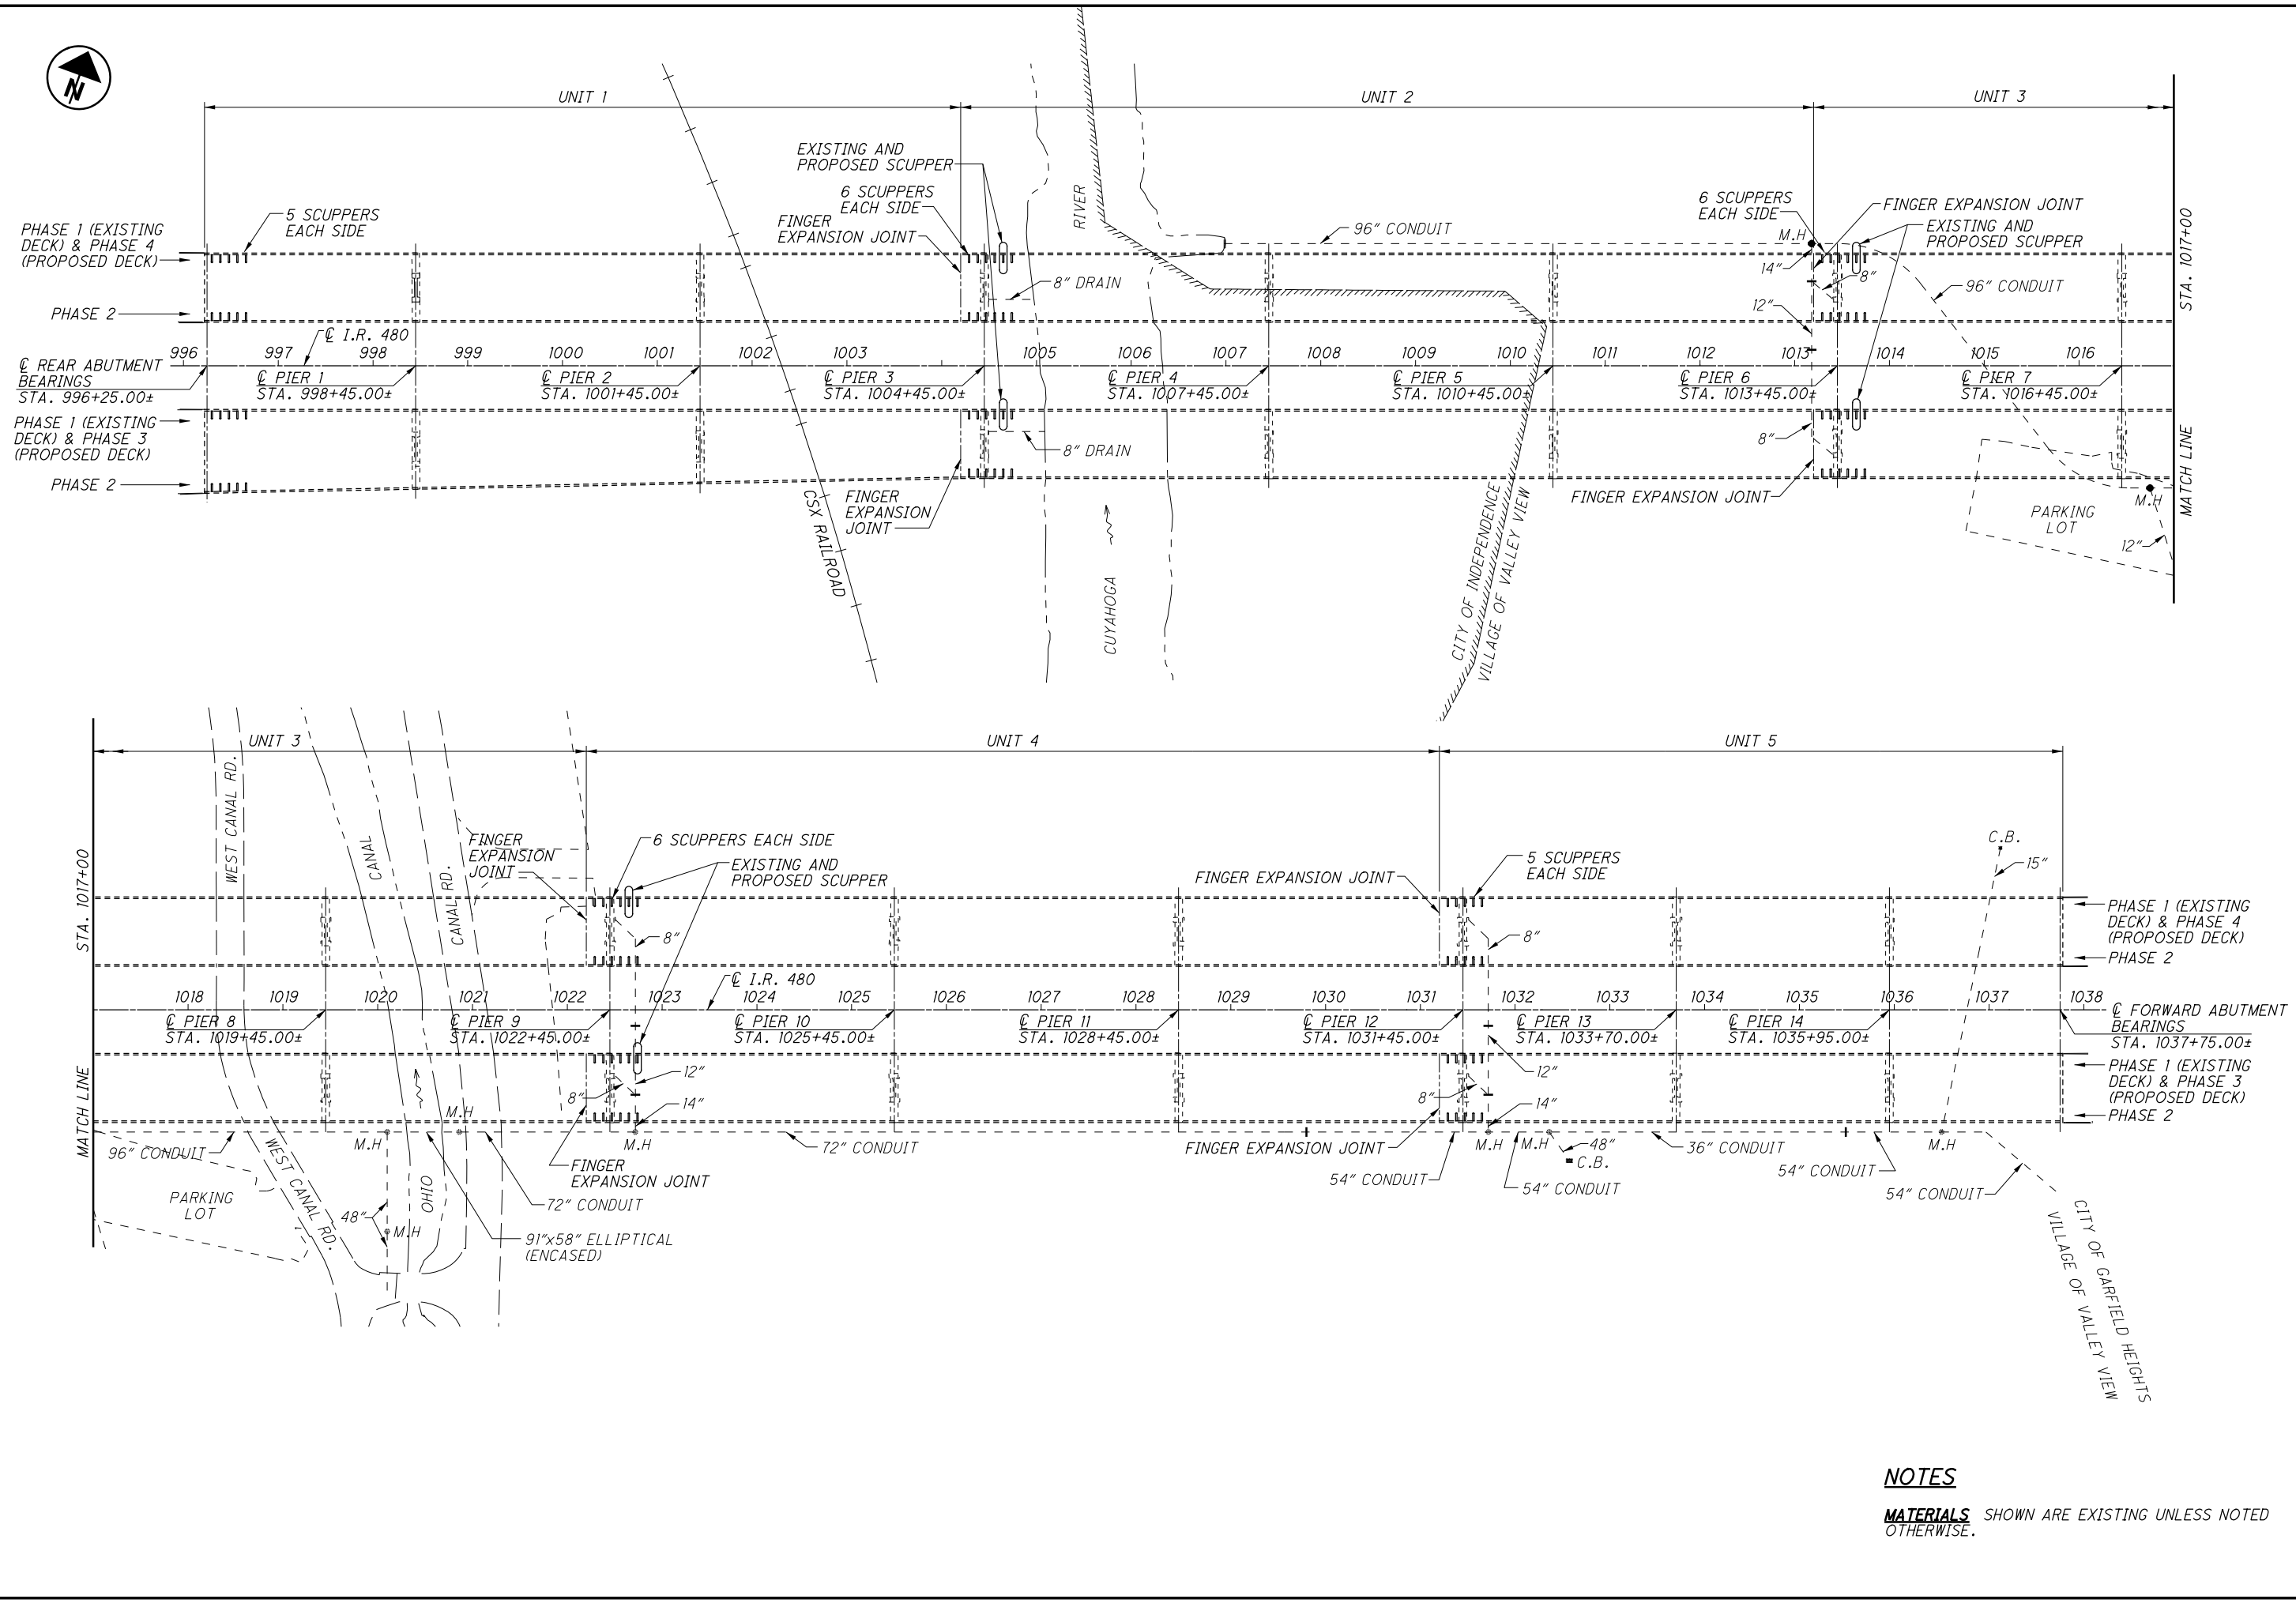 N
UNIT 1
UNIT 2
UNIT 3
EXISTING AND
PROPOSED SCUPPER
6 SCUPPERS
EACH SIDE
FINGER
EXPANSION JOINT
5 SCUPPERS
EACH SIDE
PHASE 1 (EXISTING
DECK) & PHASE 4
(PROPOSED DECK)
PHASE 2
RIVER
96" CONDUIT
8" DRAIN
6 SCUPPERS
EACH SIDE
M.H
14"
12"
8"
FINGER EXPANSION JOINT
EXISTING AND
PROPOSED SCUPPER
96" CONDUIT
STA. 1017+00
℄ I.R. 480
996 997 998 999 1000 1001 1002 1003 1005 1006 1007 1008 1009 1010 1011 1012 1013 1014 1015 1016
℄ REAR ABUTMENT
BEARINGS
STA. 996+25.00±
℄ PIER 1
STA. 998+45.00±
℄ PIER 2
STA. 1001+45.00±
℄ PIER 3
STA. 1004+45.00±
℄ PIER 4
STA. 1007+45.00±
℄ PIER 5
STA. 1010+45.00±
℄ PIER 6
STA. 1013+45.00±
℄ PIER 7
STA. 1016+45.00±
PHASE 1 (EXISTING
DECK) & PHASE 3
(PROPOSED DECK)
PHASE 2
8" DRAIN
8"
CSX RAILROAD
FINGER
EXPANSION
JOINT
CUYAHOGA
CITY OF INDEPENDENCE
VILLAGE OF VALLEY VIEW
FINGER EXPANSION JOINT
PARKING
LOT
M.H
12"
MATCH LINE
UNIT 3
UNIT 4
UNIT 5
STA. 1017+00
WEST CANAL RD.
CANAL
CANAL RD.
FINGER
EXPANSION
JOINT
6 SCUPPERS EACH SIDE
EXISTING AND
PROPOSED SCUPPER
8"
FINGER EXPANSION JOINT
5 SCUPPERS
EACH SIDE
8"
C.B.
15"
PHASE 1 (EXISTING
DECK) & PHASE 4
(PROPOSED DECK)
PHASE 2
℄ I.R. 480
1018 1019 1020 1021 1022 1023 1024 1025 1026 1027 1028 1029 1030 1031 1032 1033 1034 1035 1036 1037 1038
℄ PIER 8
STA. 1019+45.00±
℄ PIER 9
STA. 1022+45.00±
℄ PIER 10
STA. 1025+45.00±
℄ PIER 11
STA. 1028+45.00±
℄ PIER 12
STA. 1031+45.00±
℄ PIER 13
STA. 1033+70.00±
℄ PIER 14
STA. 1035+95.00±
℄ FORWARD ABUTMENT
BEARINGS
STA. 1037+75.00±
PHASE 1 (EXISTING
DECK) & PHASE 3
(PROPOSED DECK)
PHASE 2
MATCH LINE
12"
8"
14"
12"
8"
14"
M.H
M.H
M.H
M.H
M.H
M.H
96" CONDUIT
72" CONDUIT
FINGER EXPANSION JOINT
48"
C.B.
36" CONDUIT
54" CONDUIT
54" CONDUIT
54" CONDUIT
54" CONDUIT
WEST CANAL RD.
PARKING
LOT
48"
M.H
OHIO
FINGER
EXPANSION JOINT
72" CONDUIT
91"x58" ELLIPTICAL
(ENCASED)
CITY OF GARFIELD HEIGHTS
VILLAGE OF VALLEY VIEW
NOTES
MATERIALS SHOWN ARE EXISTING UNLESS NOTED
OTHERWISE.